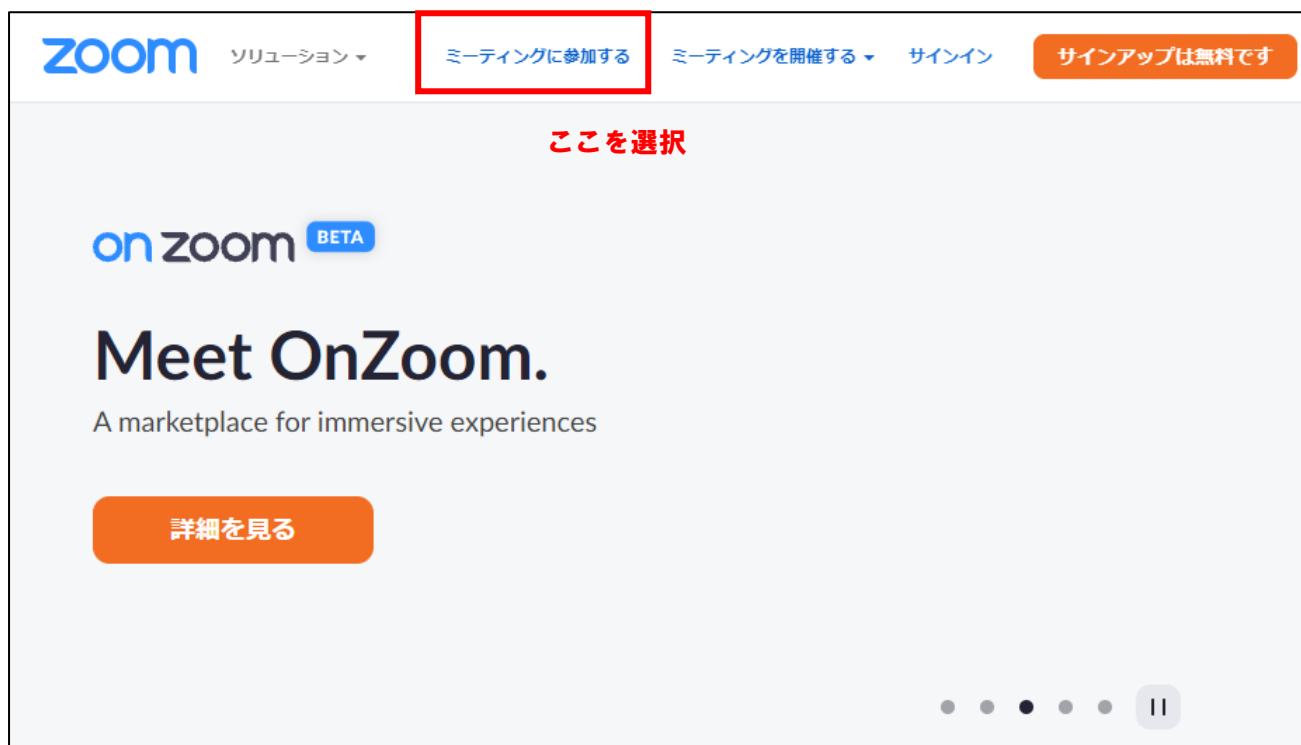 zoom ソリューション ミーティングに参加する ミーティングを開催する サインイン サインアップは無料です
ここを選択
on zoom BETA
Meet OnZoom.
A marketplace for immersive experiences
詳細を見る